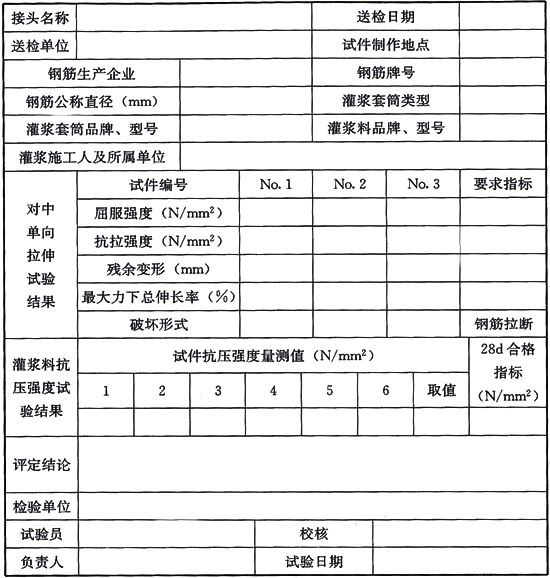 接头名称 送检日期
送检单位 试件制作地点
钢筋生产企业 钢筋牌号
钢筋公称直径（mm） 灌浆套筒类型
灌浆套筒品牌、型号 灌浆料品牌、型号
灌浆施工人及所属单位
对中
单向
拉伸
试验
结果
试件编号 No. 1 No. 2 No. 3 要求指标
屈服强度（N/mm²）
抗拉强度（N/mm²）
残余变形（mm）
最大力下总伸长率（%）
破坏形式 钢筋拉断
灌浆料抗
压强度试
验结果
试件抗压强度量测值（N/mm²）
28d 合格
指标
（N/mm²）
1 2 3 4 5 6 取值
评定结论
检验单位
试验员 校核
负责人 试验日期